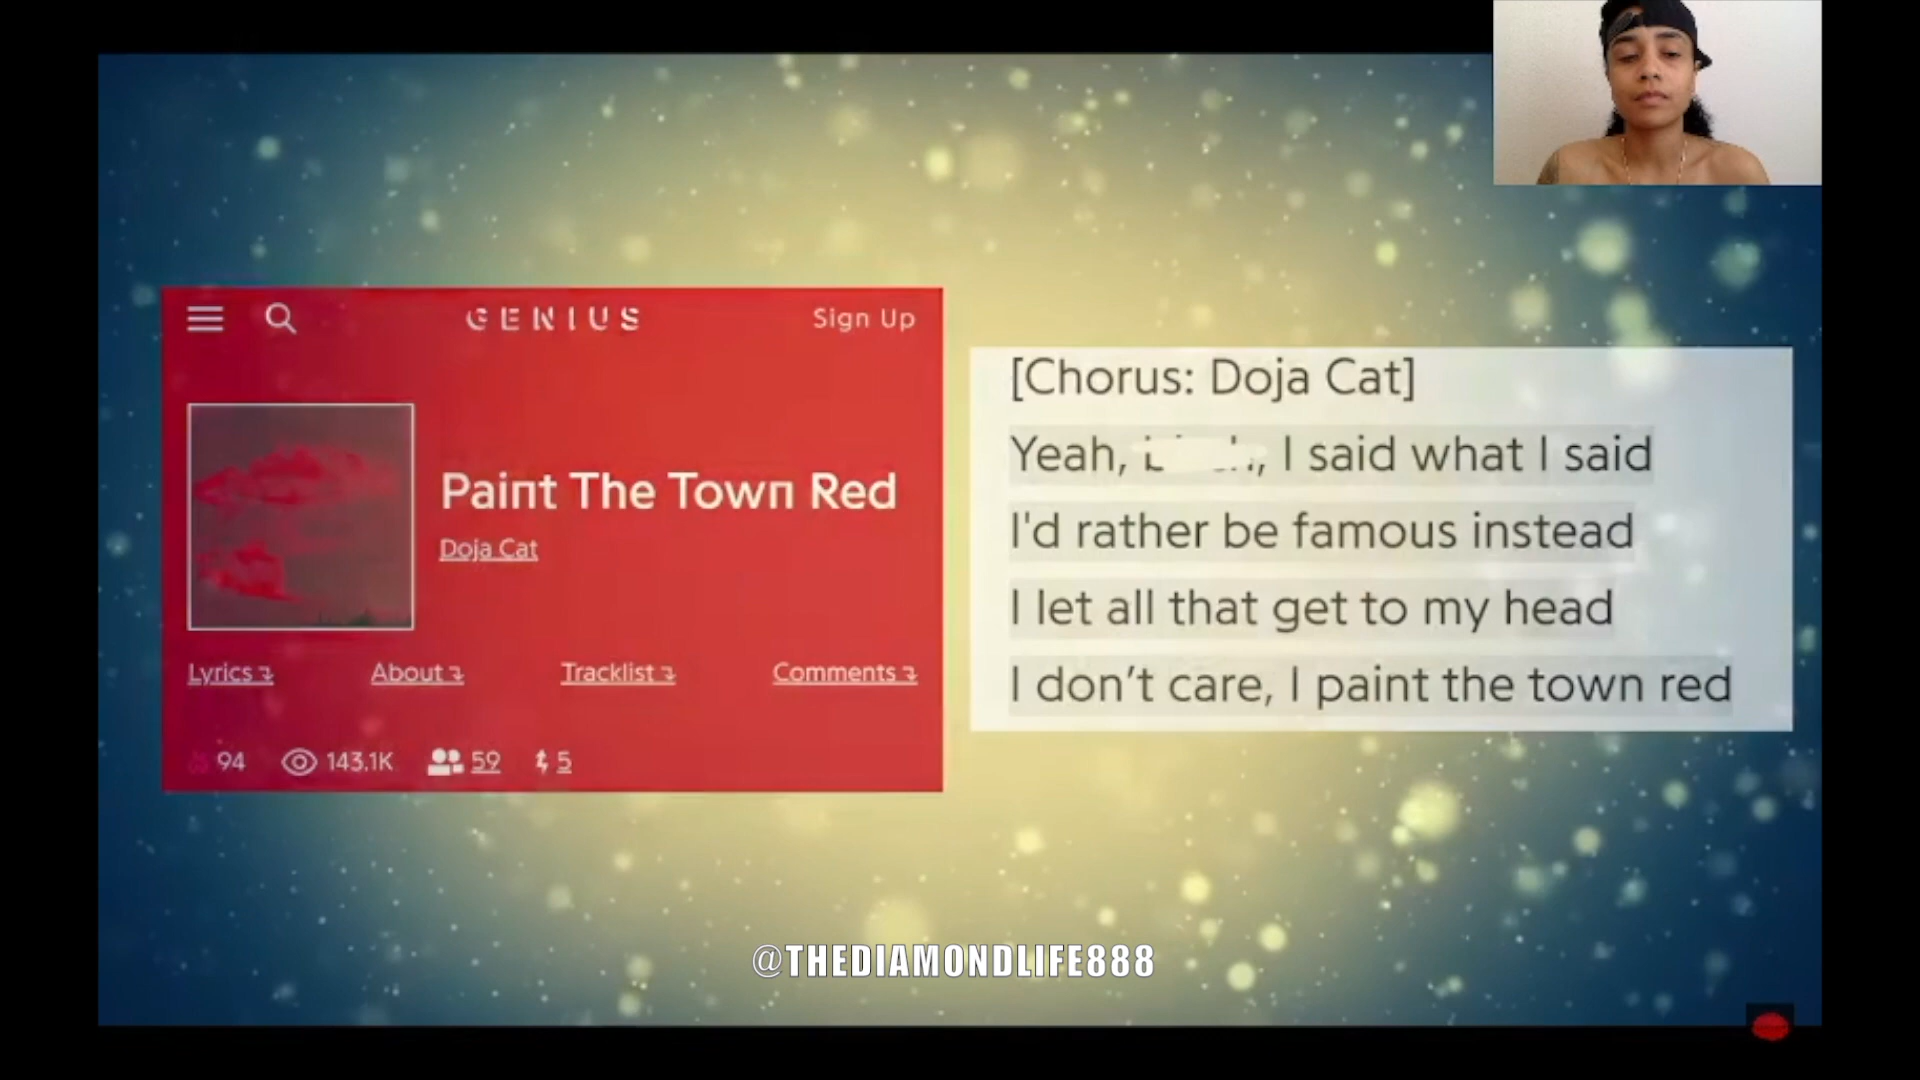 GENIUS
Sign Up
Paint The Town Red
Doja Cat
Lyrics
About
Tracklist
Comments
94 143.1K 59 5
[Chorus: Doja Cat]
Yeah, , I said what I said
I'd rather be famous instead
I let all that get to my head
I don’t care, I paint the town red
@THEDIAMONDLIFE888